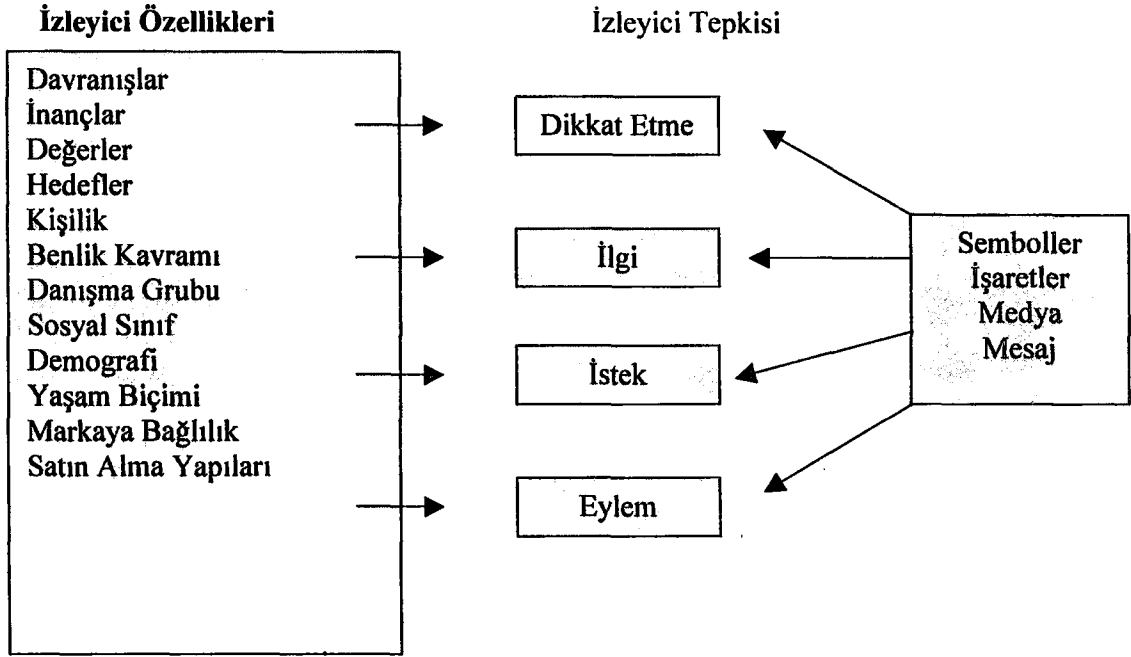 İzleyici Özellikleri
İzleyici Tepkisi
Davranışlar
İnançlar
Değerler
Hedefler
Kişilik
Benlik Kavramı
Danışma Grubu
Sosyal Sınıf
Demografi
Yaşam Biçimi
Markaya Bağlılık
Satın Alma Yapıları
Dikkat Etme
İlgi
İstek
Eylem
Semboller
İşaretler
Medya
Mesaj